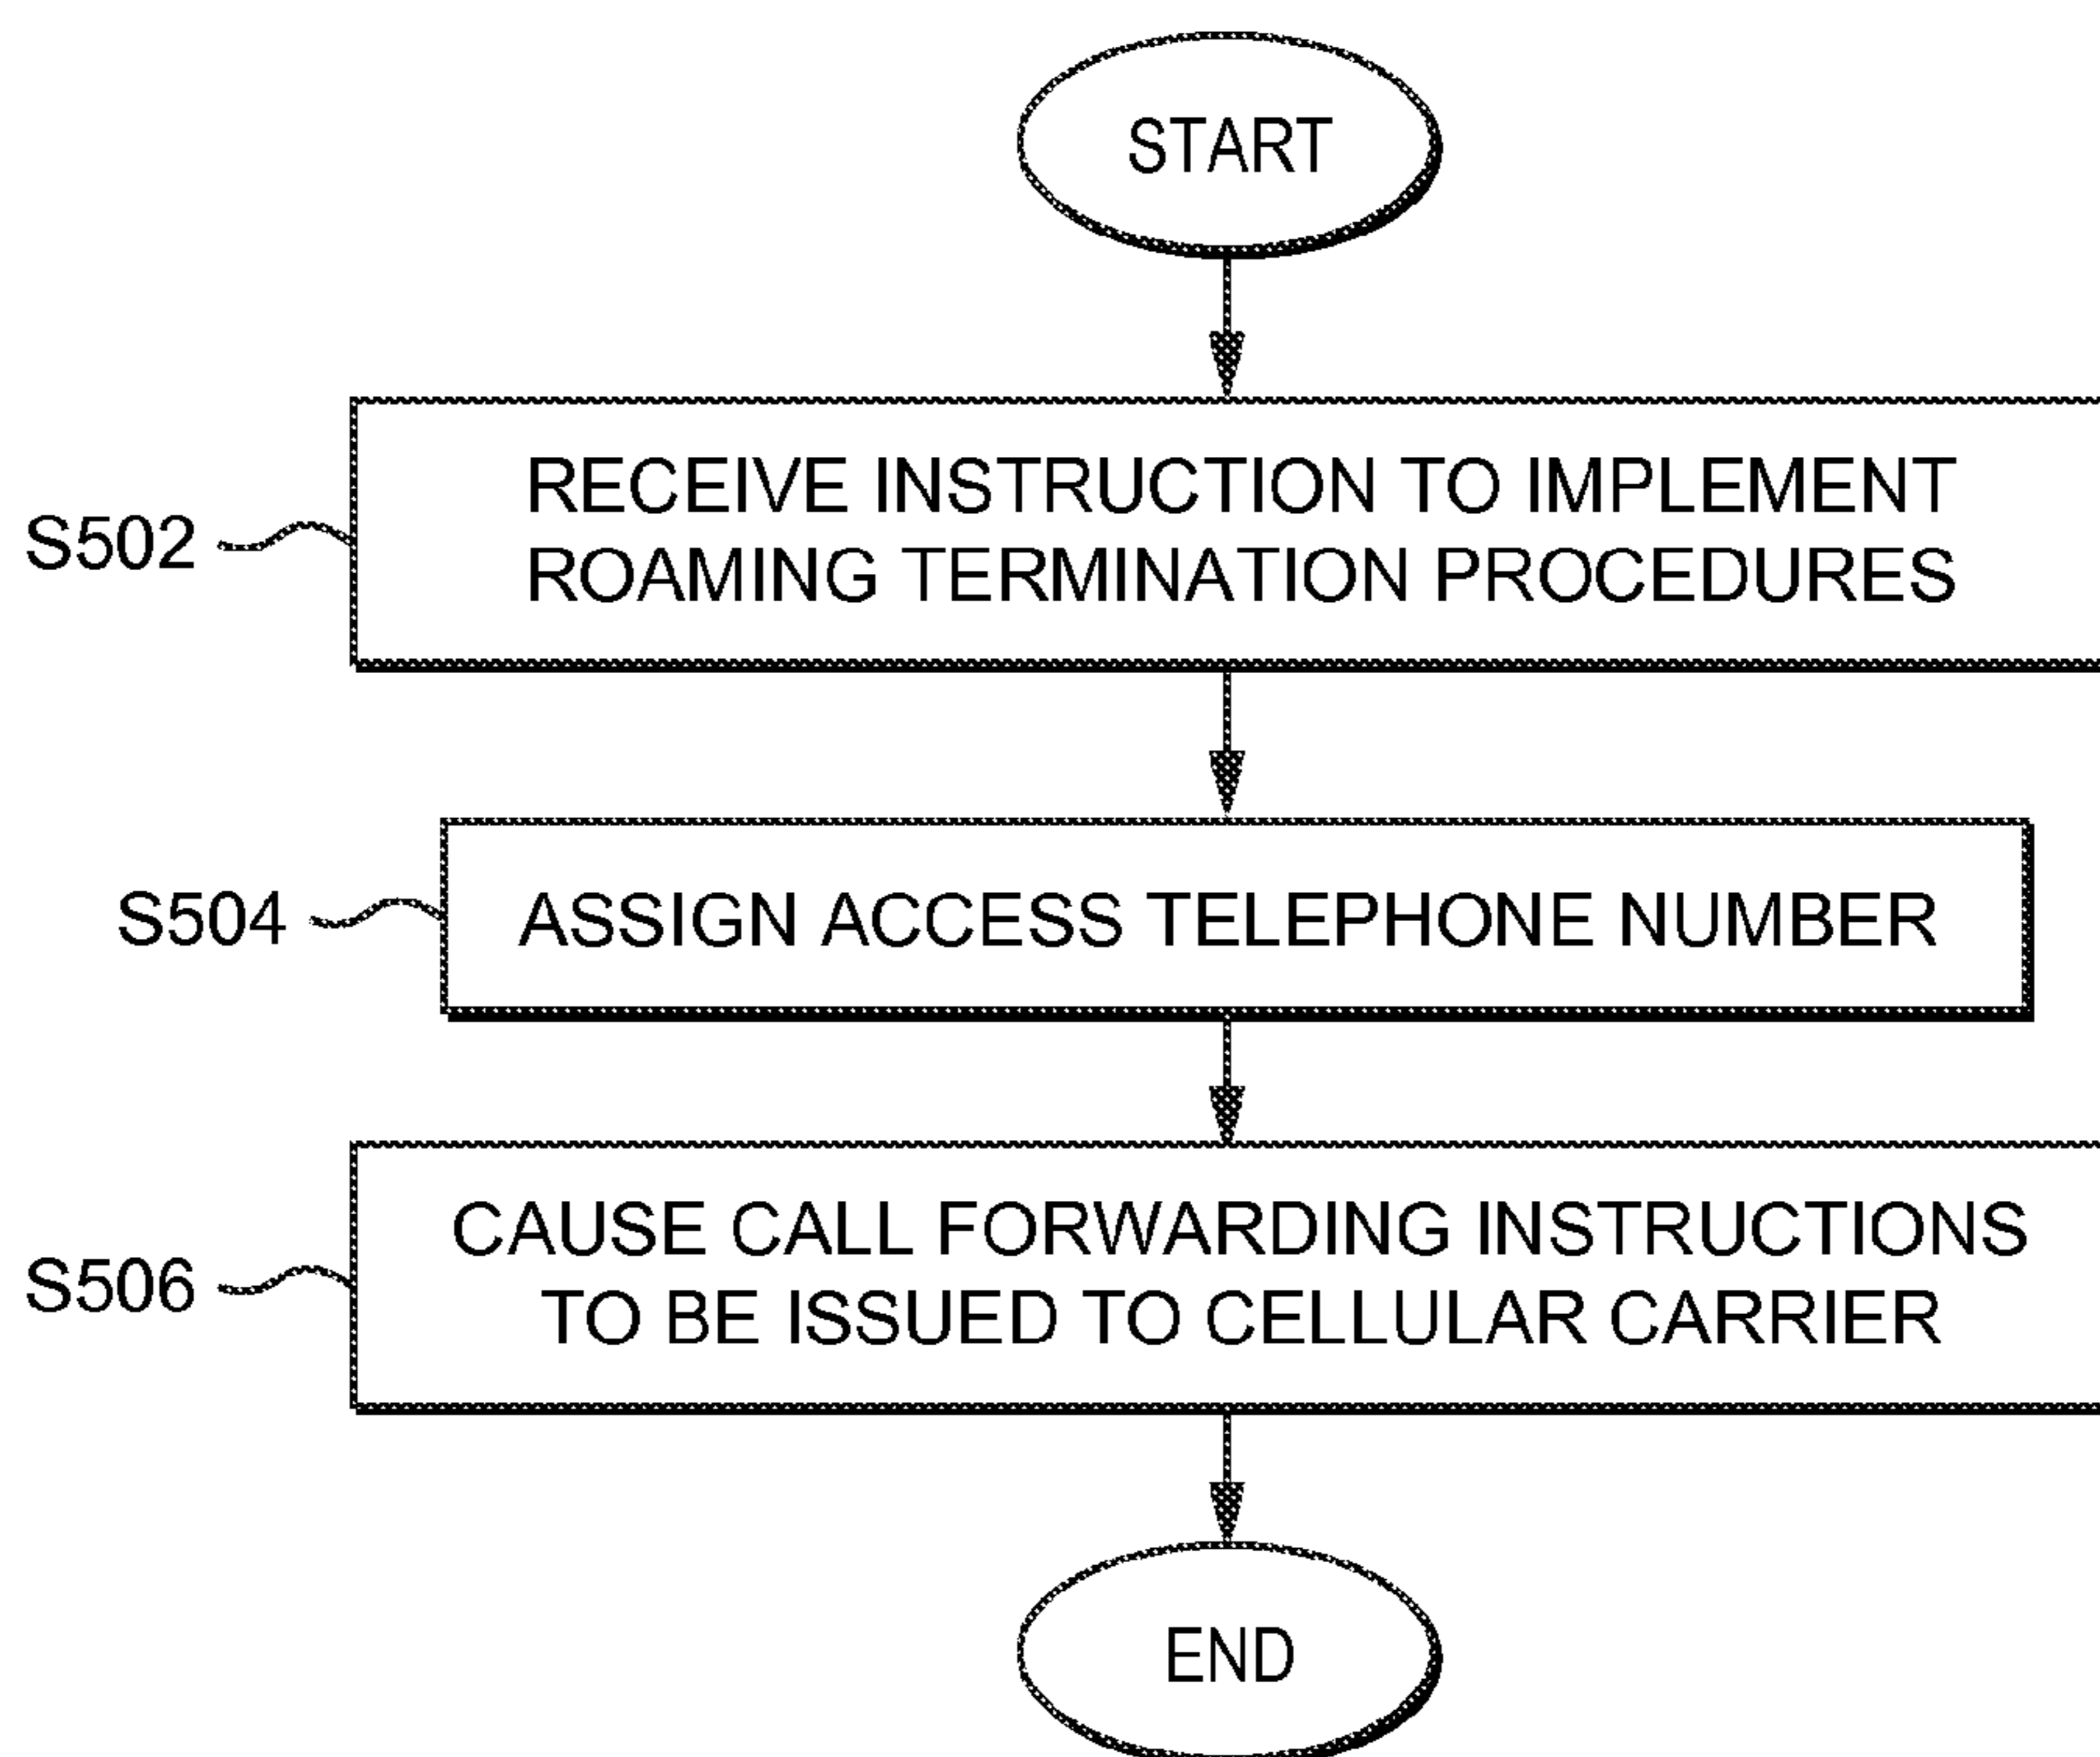 START
S502
RECEIVE INSTRUCTION TO IMPLEMENT
ROAMING TERMINATION PROCEDURES
S504
ASSIGN ACCESS TELEPHONE NUMBER
S506
CAUSE CALL FORWARDING INSTRUCTIONS
TO BE ISSUED TO CELLULAR CARRIER
END